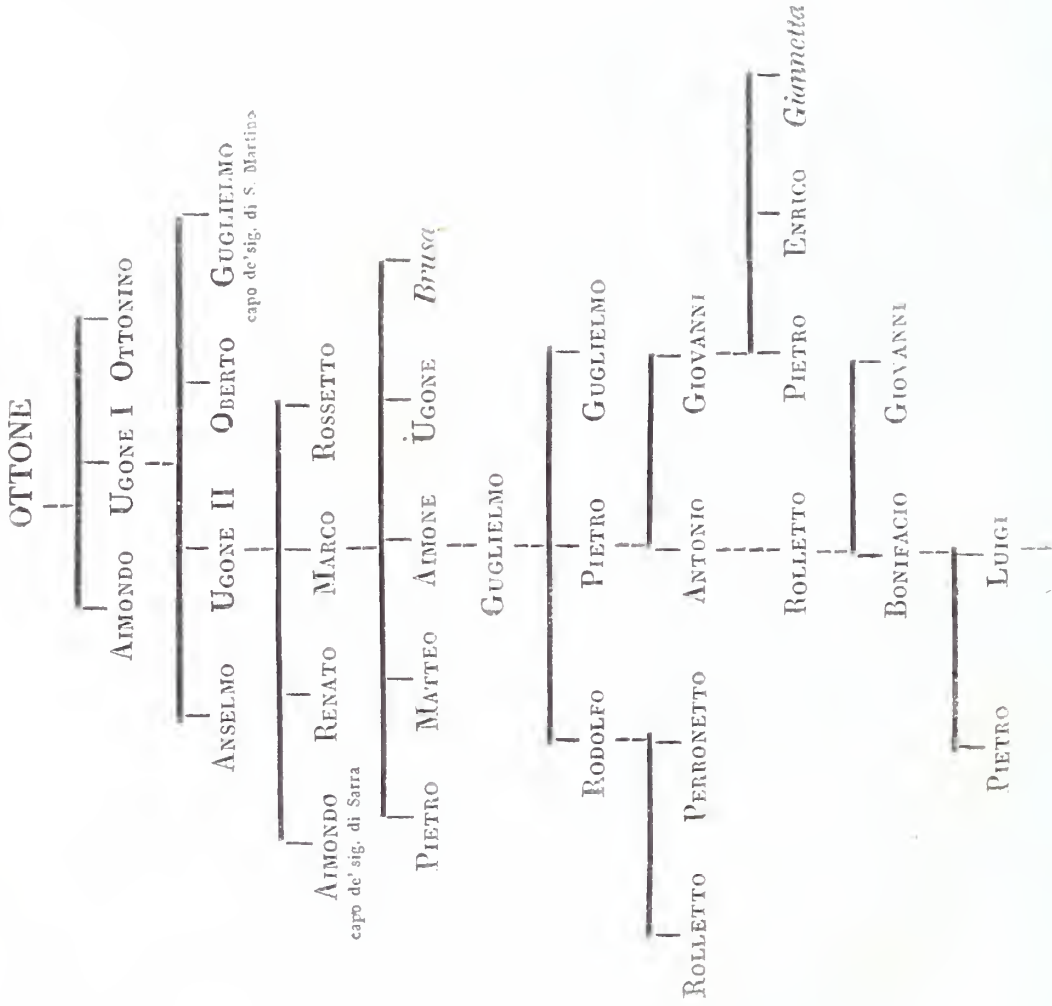 OTTONE
AIMONDO UGONE I OTTONINO
ANSELMO UGONE II OBERTO GUGLIELMO
capo de' sig. di S. Martino
AIMONDO RENATO MARCO ROSSETTO
capo de' sig. di Sarra
PIETRO MATTEO AIMONE UGONE Brusa
GUGLIELMO
RODOLFO PIETRO GUGLIELMO
ROLLETTO PERRONETTO ANTONIO GIOVANNI
ROLLETTO PIETRO ENRICO Giannetta
BONIFACIO GIOVANNI
PIETRO LUIGI